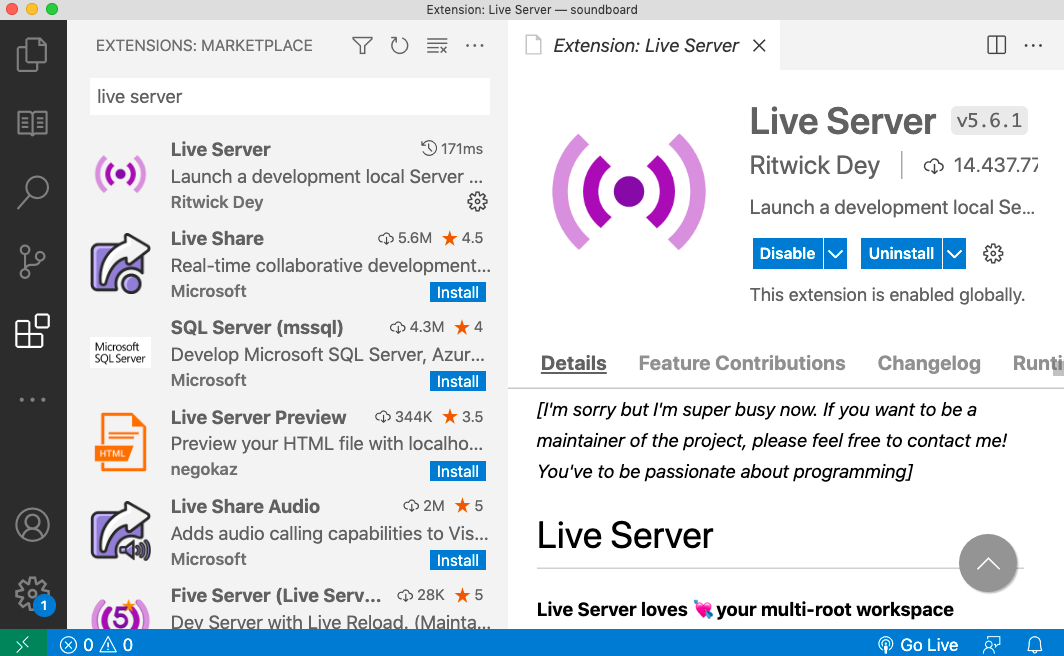 Extension: Live Server — soundboard
EXTENSIONS: MARKETPLACE
live server
Live Server 171ms
Launch a development local Server ...
Ritwick Dey
Live Share 5.6M 4.5
Real-time collaborative development...
Microsoft Install
Microsoft
SQL Server
SQL Server (mssql) 4.3M 4
Develop Microsoft SQL Server, Azur...
Microsoft Install
HTML
Live Server Preview 344K 3.5
Preview your HTML file with localho...
negokaz Install
Live Share Audio 2M 5
Adds audio calling capabilities to Vis...
Microsoft Install
5
Five Server (Live Serv... 28K 5
Dev Server with Live Reload. (Mainta...
Extension: Live Server
Live Server v5.6.1
Ritwick Dey 14.437.77
Launch a development local Se...
Disable Uninstall
This extension is enabled globally.
Details Feature Contributions Changelog
[I'm sorry but I'm super busy now. If you want to be a
maintainer of the project, please feel free to contact me!
You've to be passionate about programming]
Live Server
Live Server loves 💘 your multi-root workspace
1
0 0 Go Live